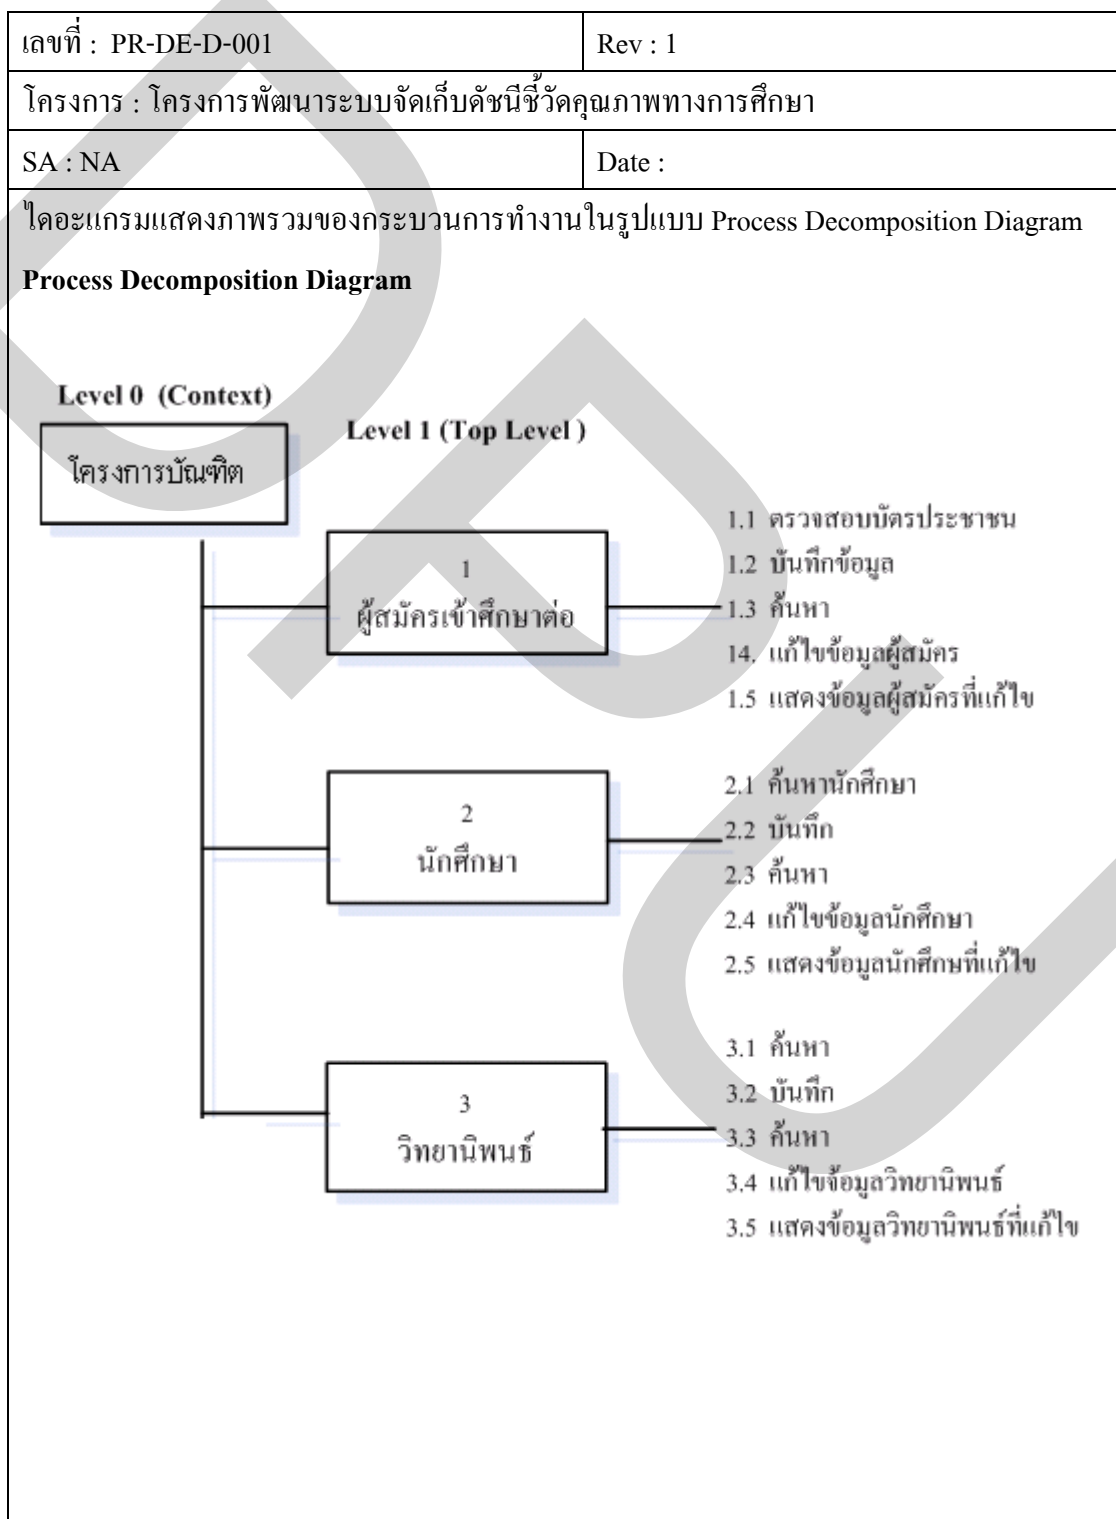 เลขที่ : PR-DE-D-001
Rev : 1
โครงการ : โครงการพัฒนาระบบจัดเก็บดัชนีชี้วัดคุณภาพทางการศึกษา
SA : NA
Date :
ไดอะแกรมแสดงภาพรวมของกระบวนการทำงานในรูปแบบ Process Decomposition Diagram
Process Decomposition Diagram
Level 0 (Context)
โครงการบัณฑิต
Level 1 (Top Level )
1
ผู้สมัครเข้าศึกษาต่อ
1.1 ตรวจสอบบัตรประชาชน
1.2 บันทึกข้อมูล
1.3 ค้นหา
14. แก้ไขข้อมูลผู้สมัคร
1.5 แสดงข้อมูลผู้สมัครที่แก้ไข
2
นักศึกษา
2.1 ค้นหานักศึกษา
2.2 บันทึก
2.3 ค้นหา
2.4 แก้ไขข้อมูลนักศึกษา
2.5 แสดงข้อมูลนักศึกษที่แก้ไข
3
วิทยานิพนธ์
3.1 ค้นหา
3.2 บันทึก
3.3 ค้นหา
3.4 แก้ไขจ้อมูลวิทยานิพนธ์
3.5 แสดงข้อมูลวิทยานิพนธ์ที่แก้ไข
DPU